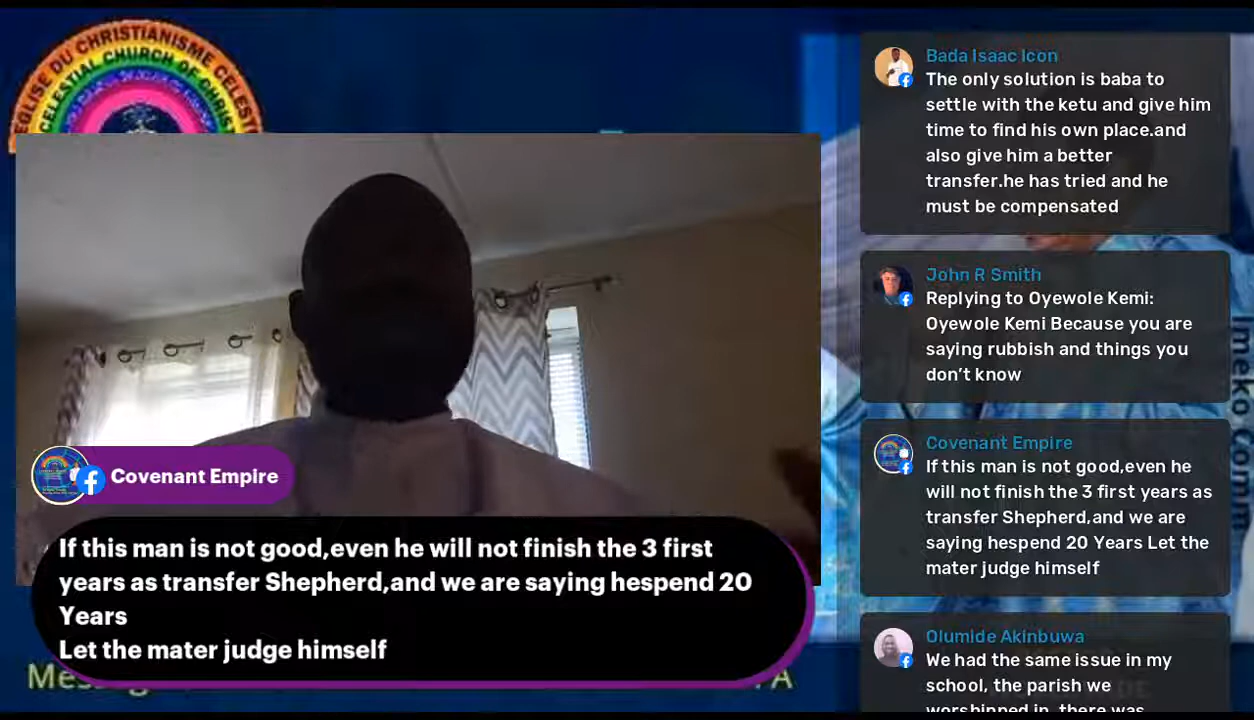 EGLISE DU CHRISTIANISME CELEST
CELESTIAL CHURCH OF CHRIST
Covenant Empire
If this man is not good,even he will not finish the 3 first
years as transfer Shepherd,and we are saying hespend 20
Years
Let the mater judge himself
Bada Isaac Icon
The only solution is baba to
settle with the ketu and give him
time to find his own place.and
also give him a better
transfer.he has tried and he
must be compensated
John R Smith
Replying to Oyewole Kemi:
Oyewole Kemi Because you are
saying rubbish and things you
don’t know
Covenant Empire
If this man is not good,even he
will not finish the 3 first years as
transfer Shepherd,and we are
saying hespend 20 Years Let the
mater judge himself
Olumide Akinbuwa
We had the same issue in my
school, the parish we
worshipped in, there was
Imeko Comm